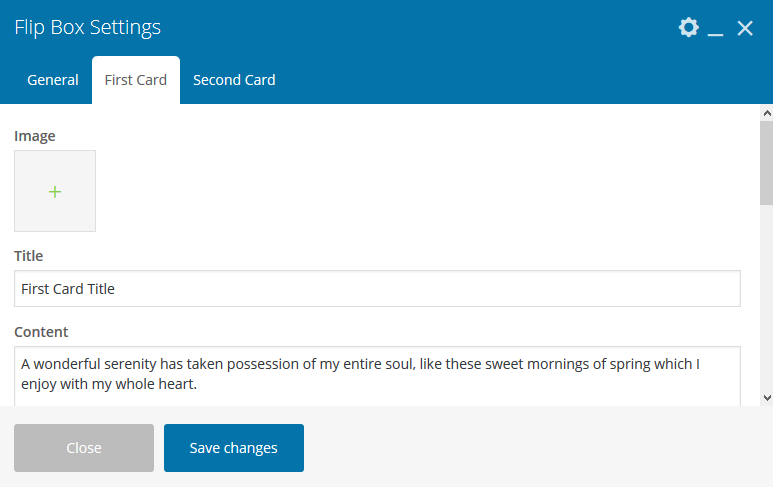 Flip Box Settings
General First Card Second Card
Image
+
Title
First Card Title
Content
A wonderful serenity has taken possession of my entire soul, like these sweet mornings of spring which I
enjoy with my whole heart.
Close Save changes